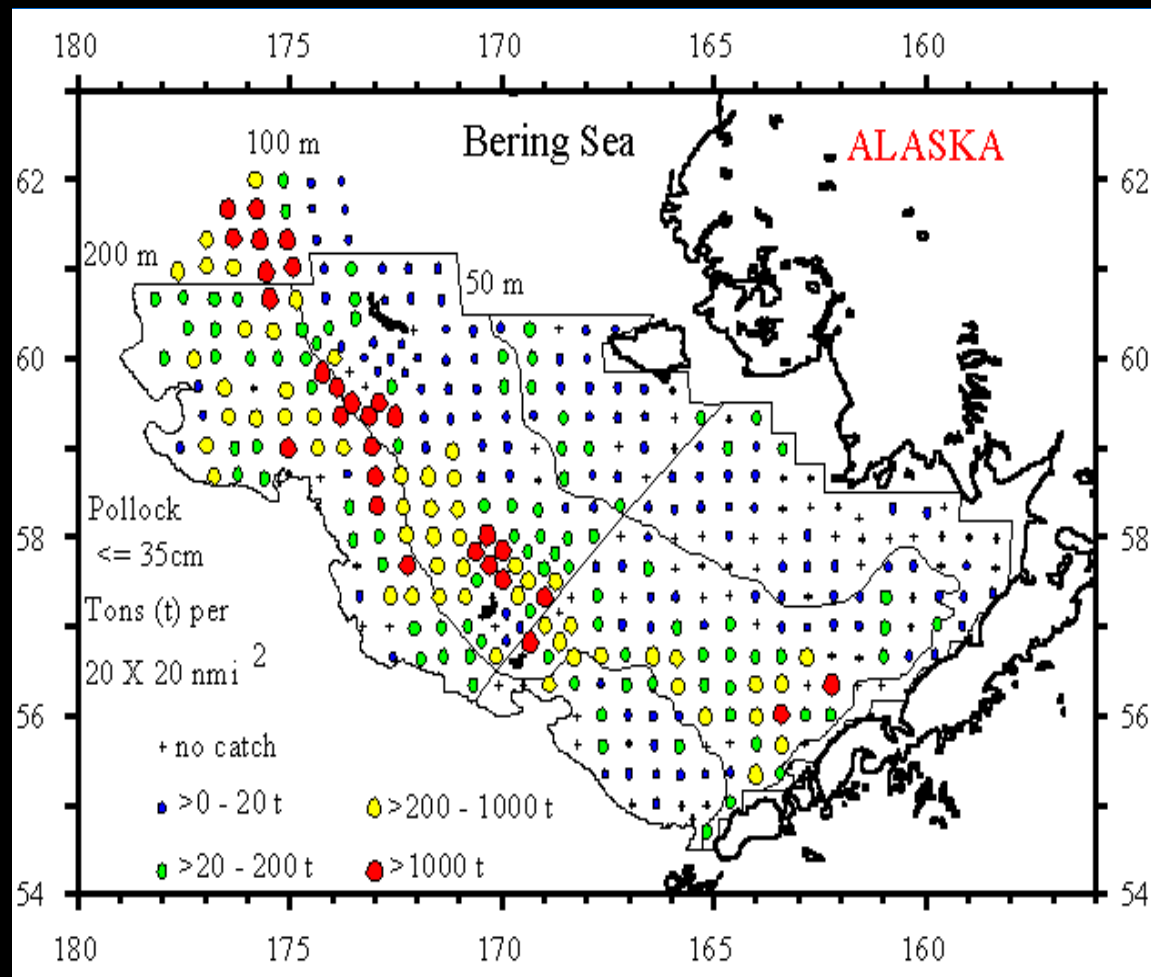 180 175 170 165 160
Bering Sea ALASKA
100 m
62 62
200 m
50 m
60 60
Pollock
<= 35cm
58 58
Tons (t) per
20 X 20 nmi 2
56 56
+ no catch
>0 - 20 t >200 - 1000 t
>20 - 200 t >1000 t
54 54
180 175 170 165 160